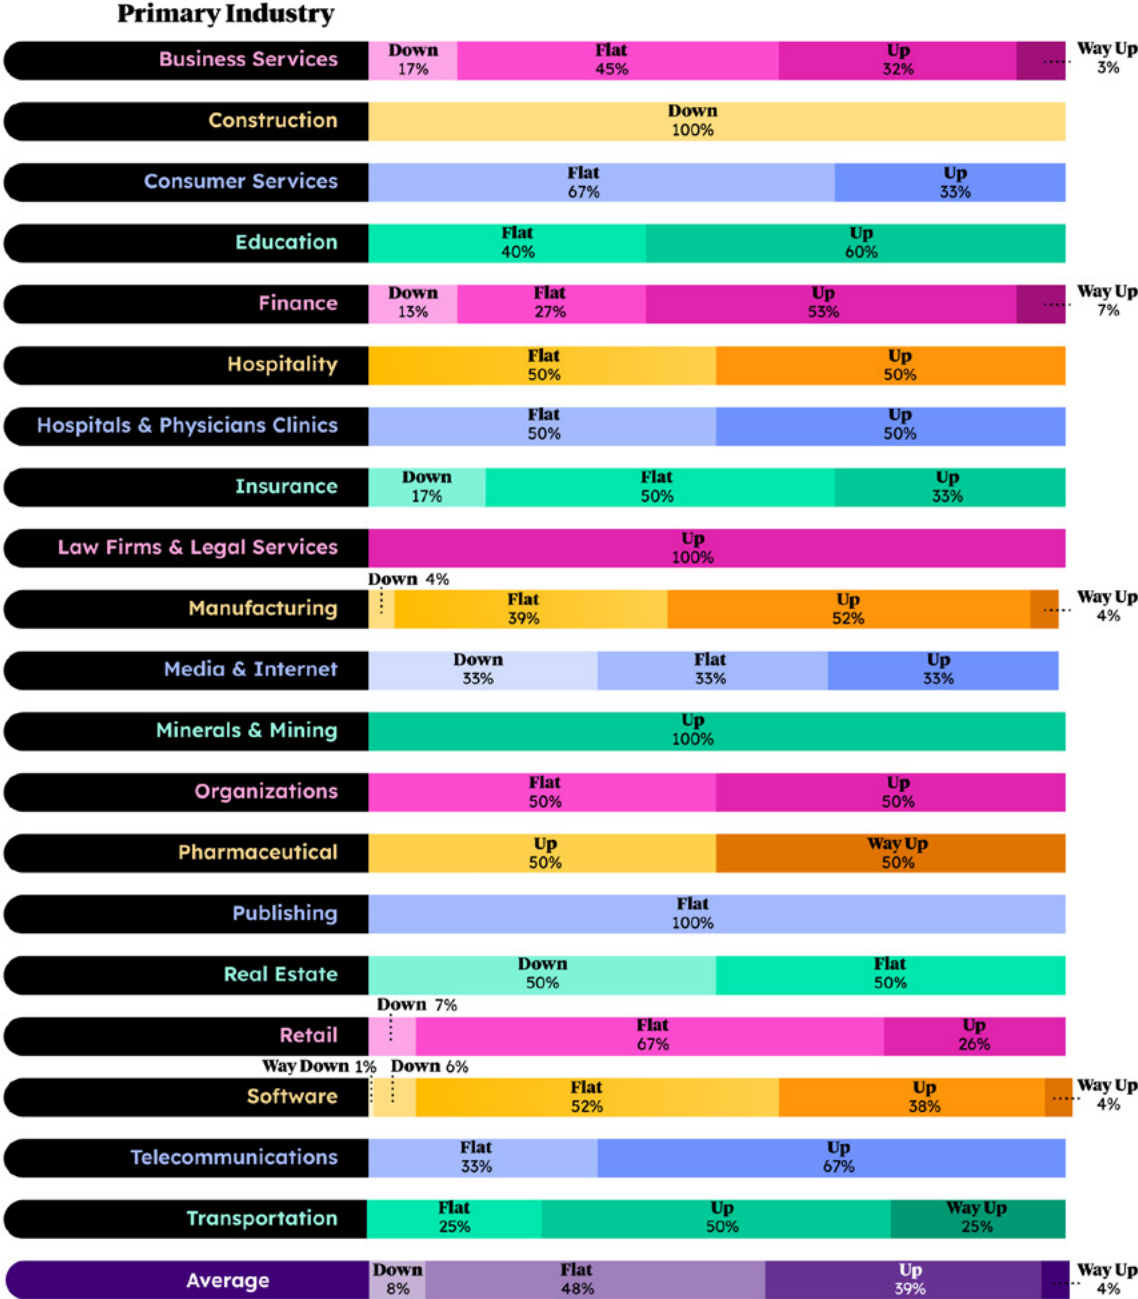 Primary Industry
Business Services
Down
17%
Flat
45%
Up
32%
Way Up
3%
Construction
Down
100%
Consumer Services
Flat
67%
Up
33%
Education
Flat
40%
Up
60%
Finance
Down
13%
Flat
27%
Up
53%
Way Up
7%
Hospitality
Flat
50%
Up
50%
Hospitals & Physicians Clinics
Flat
50%
Up
50%
Insurance
Down
17%
Flat
50%
Up
33%
Law Firms & Legal Services
Up
100%
Manufacturing
Down 4%
Flat
39%
Up
52%
Way Up
4%
Media & Internet
Down
33%
Flat
33%
Up
33%
Minerals & Mining
Up
100%
Organizations
Flat
50%
Up
50%
Pharmaceutical
Up
50%
Way Up
50%
Publishing
Flat
100%
Real Estate
Down
50%
Flat
50%
Retail
Down 7%
Flat
67%
Up
26%
Software
Way Down 1%
Down 6%
Flat
52%
Up
38%
Way Up
4%
Telecommunications
Flat
33%
Up
67%
Transportation
Flat
25%
Up
50%
Way Up
25%
Average
Down
8%
Flat
48%
Up
39%
Way Up
4%